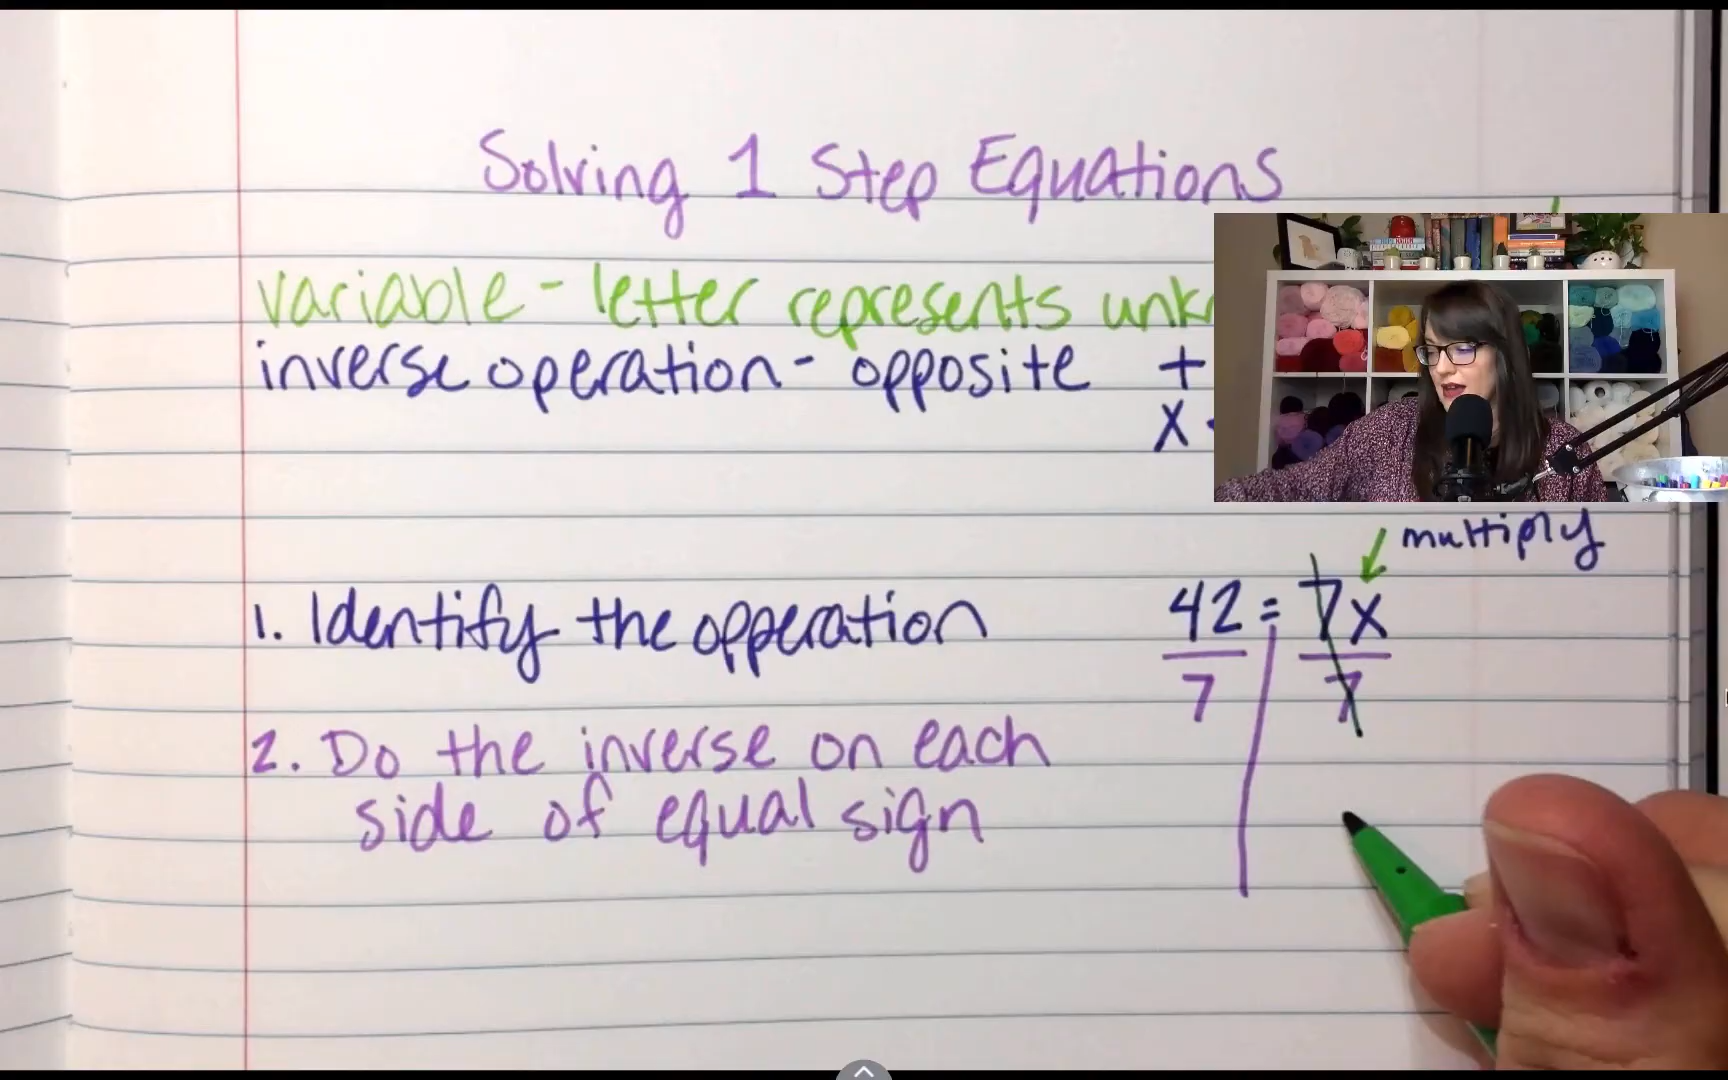 Solving 1 Step Equations
variable - letter represents
inverse operation - opposite +
x
multiply
1. Identify the opperation
42 = 7x
7 7
2. Do the inverse on each
side of equal sign